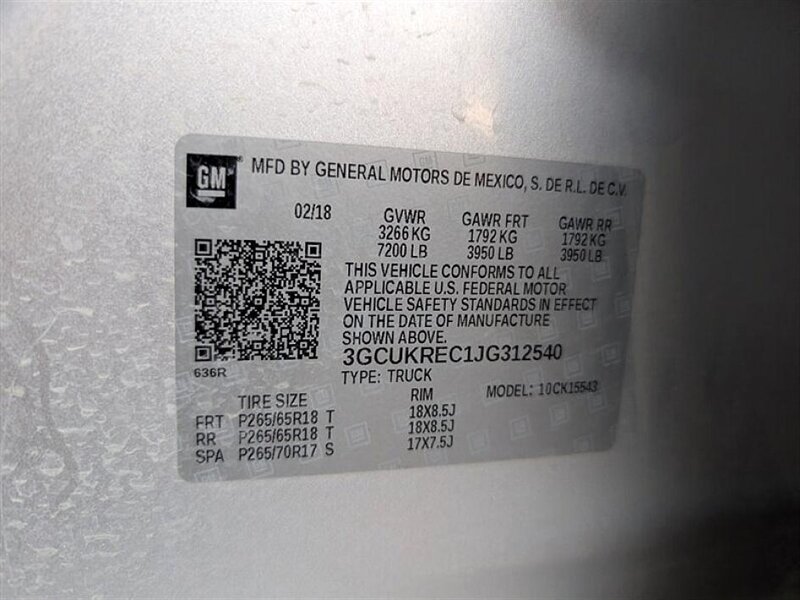 GM
MFD BY GENERAL MOTORS DE MEXICO, S. DE R.L. DE C.V.
02/18 GVWR GAWR FRT GAWR RR
3266 KG 1792 KG 1792 KG
7200 LB 3950 LB 3950 LB
THIS VEHICLE CONFORMS TO ALL
APPLICABLE U.S. FEDERAL MOTOR
VEHICLE SAFETY STANDARDS IN EFFECT
ON THE DATE OF MANUFACTURE
SHOWN ABOVE.
3GCUKREC1JG312540
636R
TYPE: TRUCK
MODEL: 10CK15543
TIRE SIZE RIM
FRT P265/65R18 T 18X8.5J
RR P265/65R18 T 18X8.5J
SPA P265/70R17 S 17X7.5J